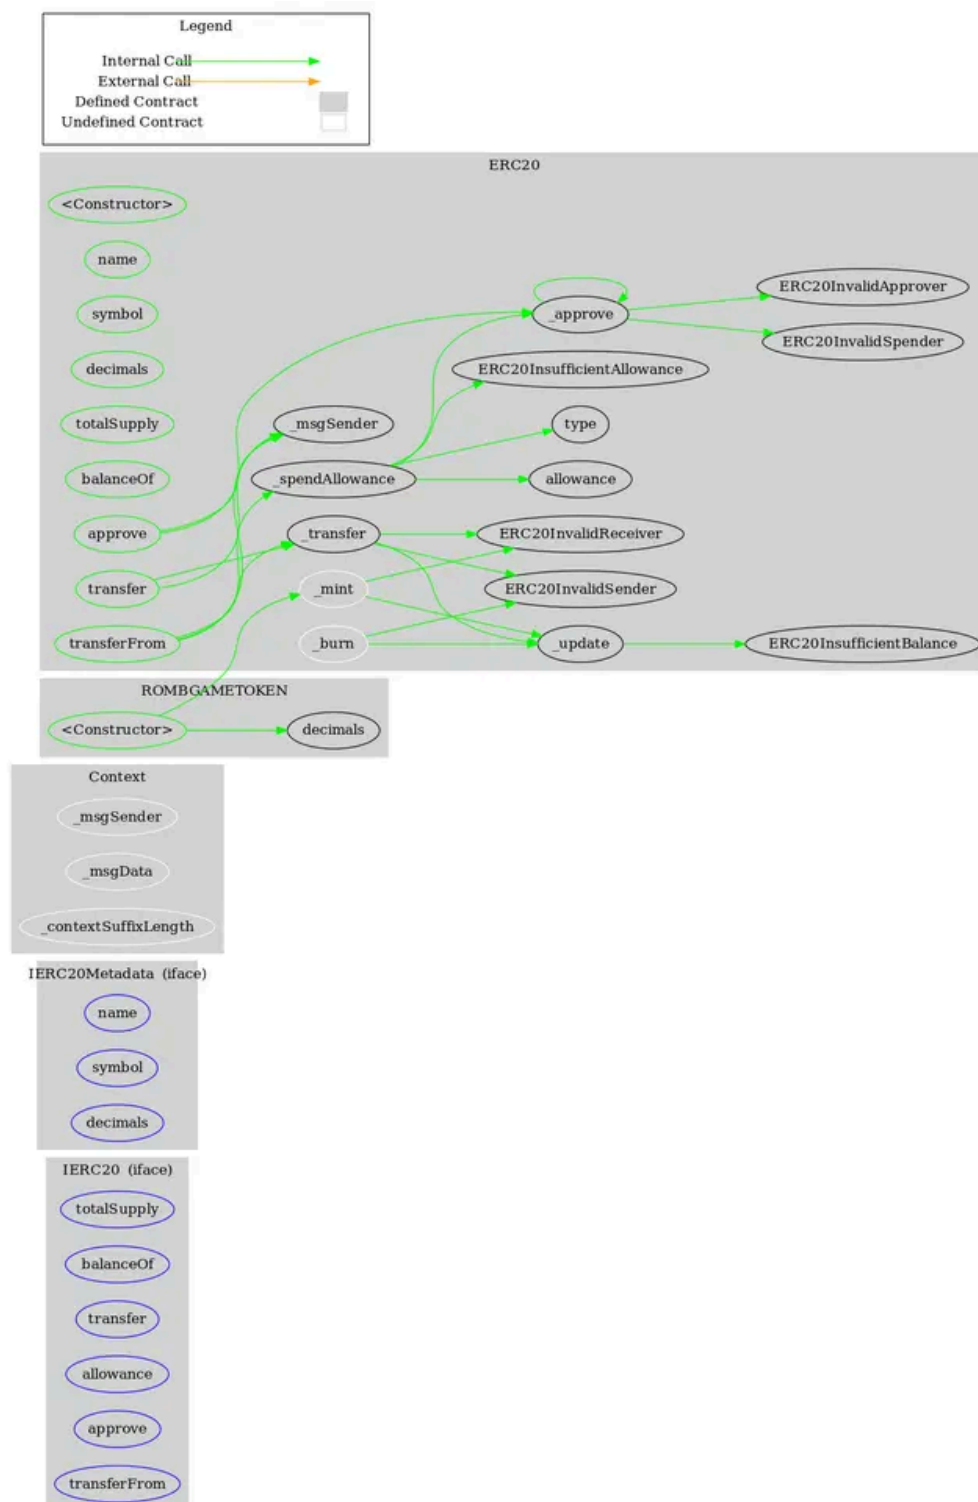 Legend
Internal Call
External Call
Defined Contract
Undefined Contract
ERC20
<Constructor>
name
symbol
decimals
totalSupply
balanceOf
approve
transfer
transferFrom
_msgSender
_spendAllowance
_transfer
_mint
_burn
_approve
ERC20InsufficientAllowance
type
allowance
ERC20InvalidReceiver
ERC20InvalidSender
_update
ERC20InvalidApprover
ERC20InvalidSpender
ERC20InsufficientBalance
ROMBGAMETOKEN
<Constructor>
decimals
Context
_msgSender
_msgData
_contextSuffixLength
IERC20Metadata (iface)
name
symbol
decimals
IERC20 (iface)
totalSupply
balanceOf
transfer
allowance
approve
transferFrom